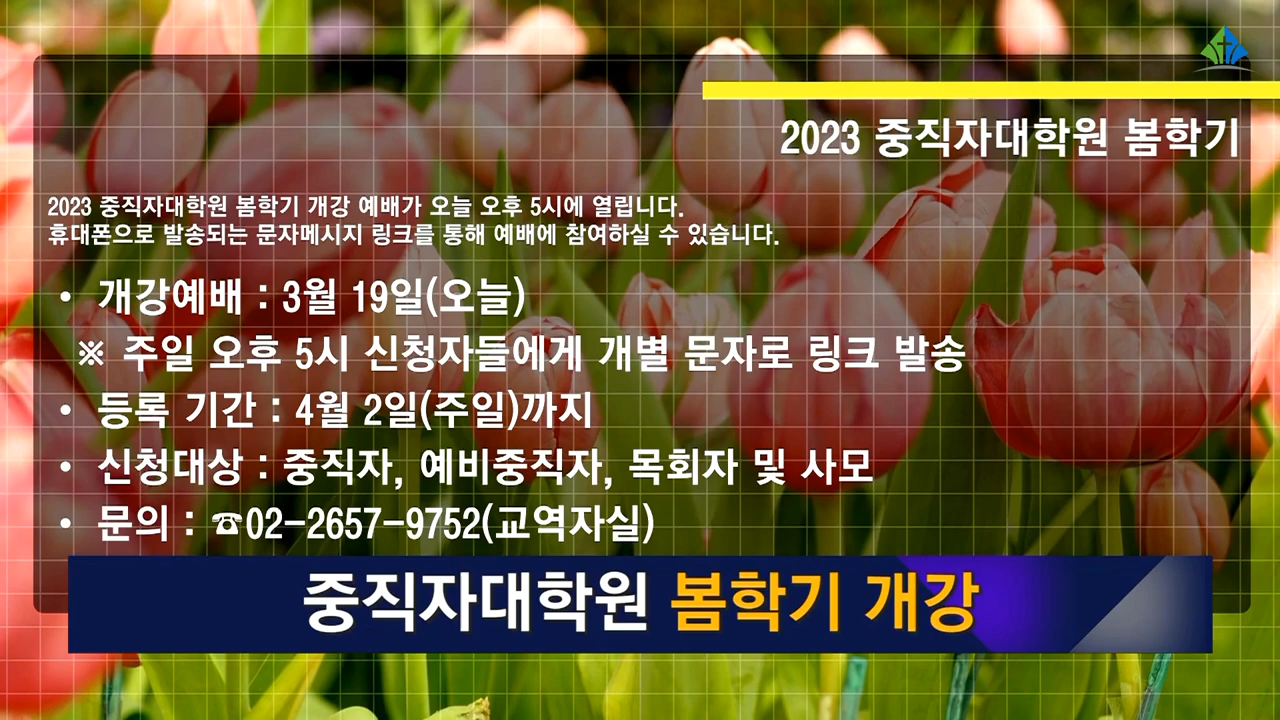 2023 중직자대학원 봄학기
2023 중직자대학원 봄학기 개강 예배가 오늘 오후 5시에 열립니다.
휴대폰으로 발송되는 문자메시지 링크를 통해 예배에 참여하실 수 있습니다.
• 개강예배 : 3월 19일(오늘)
※ 주일 오후 5시 신청자들에게 개별 문자로 링크 발송
• 등록 기간 : 4월 2일(주일)까지
• 신청대상 : 중직자, 예비중직자, 목회자 및 사모
• 문의 : ☎02-2657-9752(교역자실)
중직자대학원 봄학기 개강